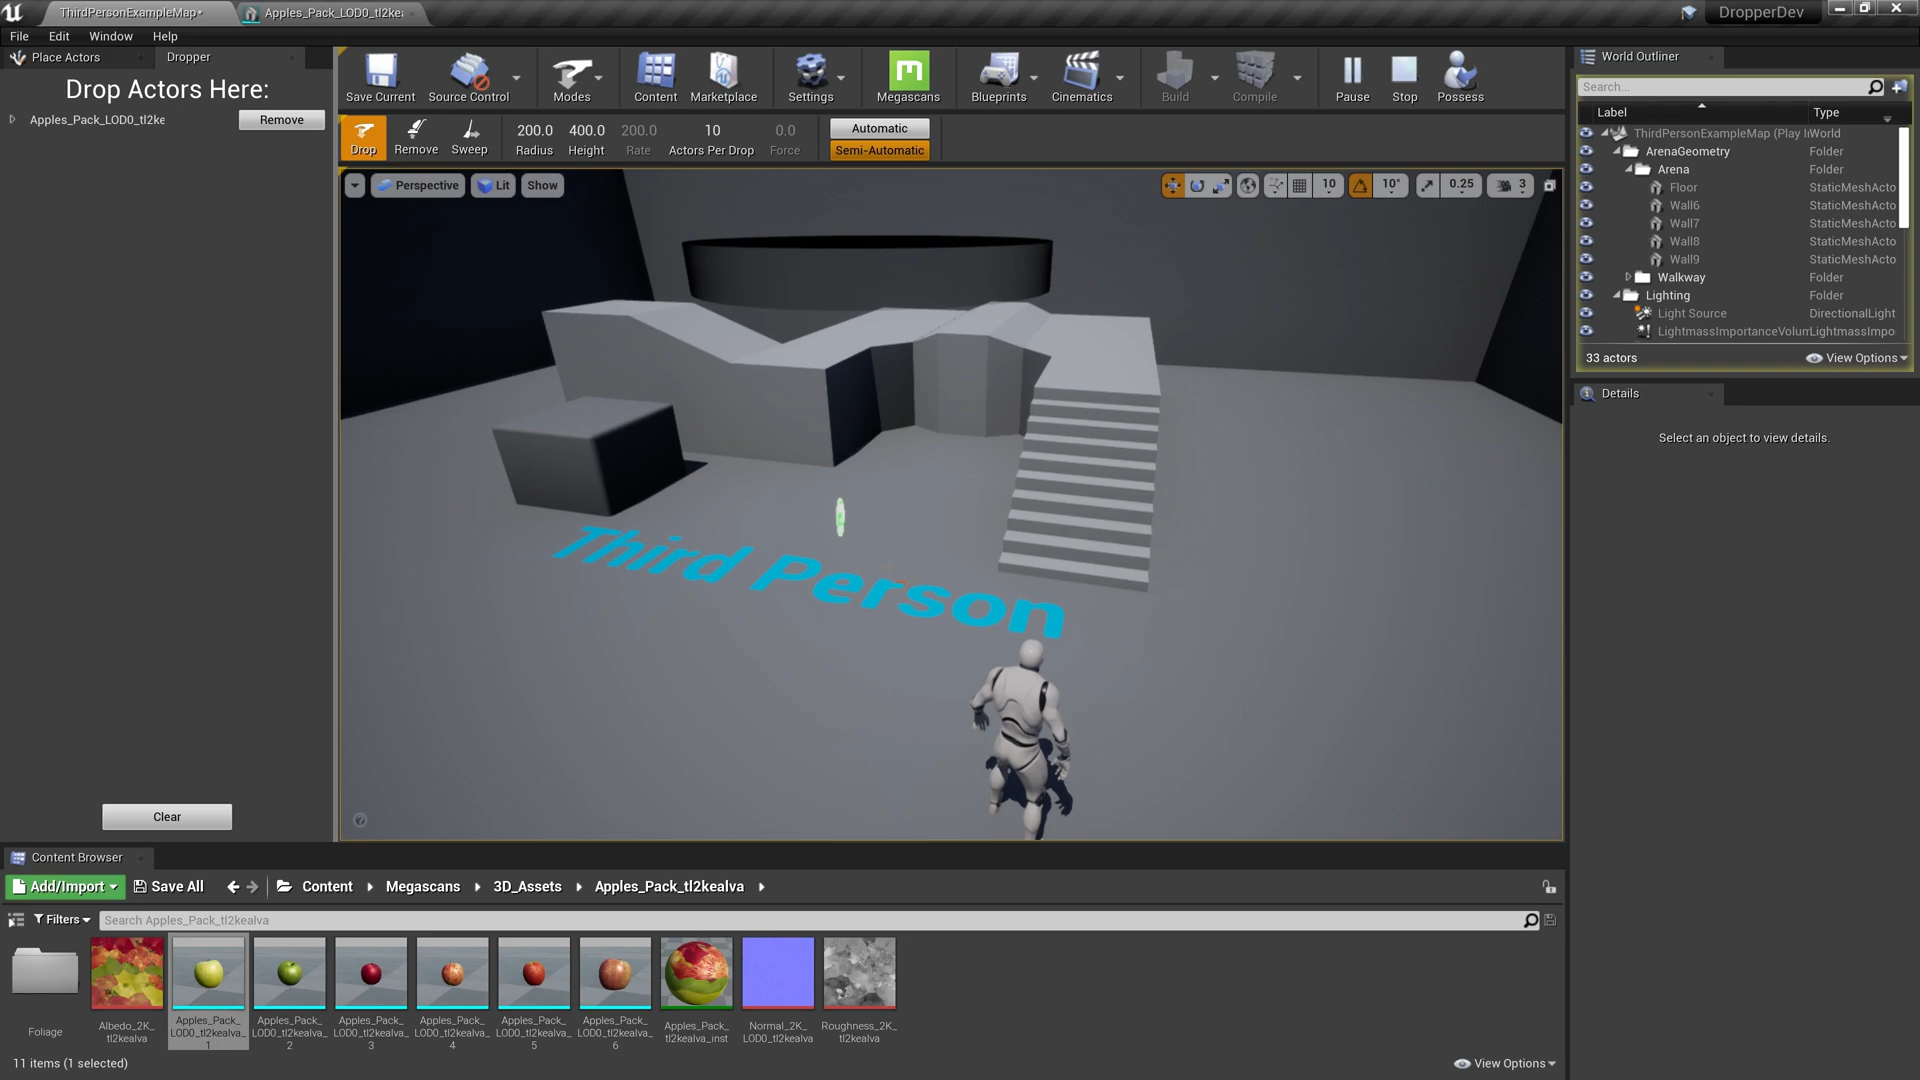 ThirdPersonExampleMap*
Apples_Pack_LOD0_tl2kea
DropperDev
File Edit Window Help
Place Actors
Dropper
Drop Actors Here:
Apples_Pack_LOD0_tl2ke
Remove
Clear
Save Current
Source Control
Modes
Content
Marketplace
Settings
Megascans
Blueprints
Cinematics
Build
Compile
Pause
Stop
Possess
Drop
Remove
Sweep
200.0 Radius
400.0 Height
200.0 Rate
10 Actors Per Drop
0.0 Force
Automatic
Semi-Automatic
Perspective
Lit
Show
10
10°
0.25
3
Third Person
World Outliner
Search...
Label Type
ThirdPersonExampleMap (Play I World
ArenaGeometry Folder
Arena Folder
Floor StaticMeshActo
Wall6 StaticMeshActo
Wall7 StaticMeshActo
Wall8 StaticMeshActo
Wall9 StaticMeshActo
Walkway Folder
Lighting Folder
Light Source DirectionalLight
LightmassImportanceVolum LightmassImpo
33 actors
View Options
Details
Select an object to view details.
Content Browser
Add/Import
Save All
Content
Megascans
3D_Assets
Apples_Pack_tl2kealva
Filters
Search Apples_Pack_tl2kealva
Foliage
Albedo_2K_
tl2kealva
Apples_Pack_
LOD0_tl2kealva_
1
Apples_Pack_
LOD0_tl2kealva_
2
Apples_Pack_
LOD0_tl2kealva_
3
Apples_Pack_
LOD0_tl2kealva_
4
Apples_Pack_
LOD0_tl2kealva_
5
Apples_Pack_
LOD0_tl2kealva_
6
Apples_Pack_
tl2kealva_inst
Normal_2K_
LOD0_tl2kealva
Roughness_2K_
tl2kealva
11 items (1 selected)
View Options